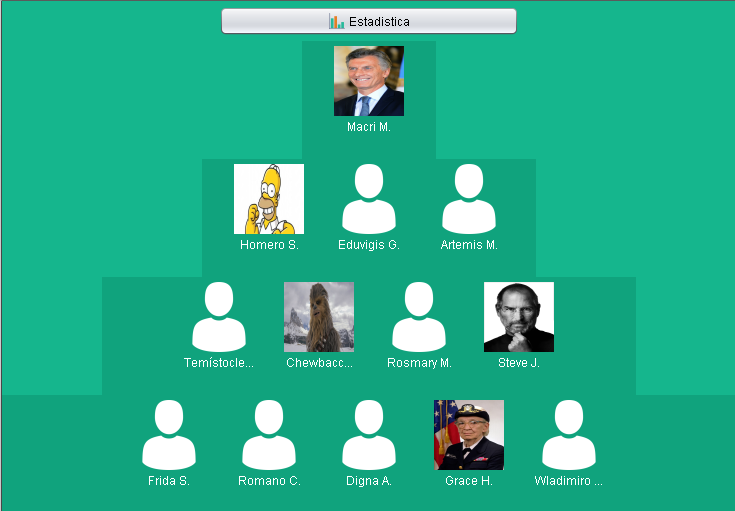 Estadistica
Macri M.
Homero S. Eduvigis G. Artemis M.
Temístocle... Chewbacc... Rosmary M. Steve J.
Frida S. Romano C. Digna A. Grace H. Wladimiro ...